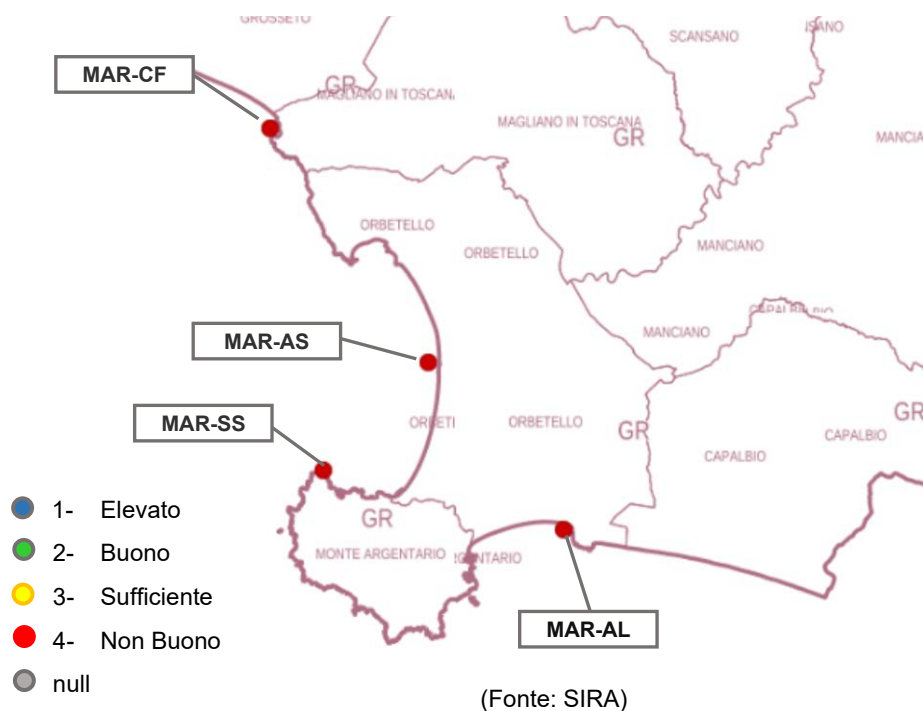 GROSSETO
SCANSANO
MAR-CF
GR
MAGLIANO IN TOSCANA
MAGLIANO IN TOSCANA
GR
ORBETELLO
ORBETELLO
MANCIANO
MAR-AS
MANCIANO
MAR-SS
ORBETELLO
GR
GR
CAPALBIO
CAPALBIO
1- Elevato
GR
2- Buono
MONTE ARGENTARIO
3- Sufficiente
4- Non Buono
MAR-AL
null
(Fonte: SIRA)